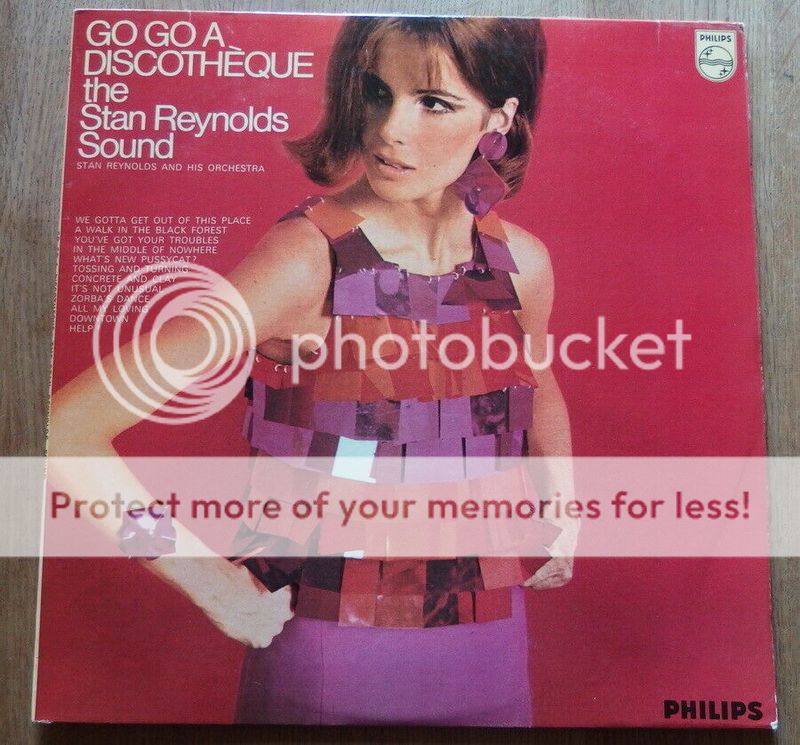 GO GO A
DISCOTHÈQUE
the
Stan Reynolds
Sound
STAN REYNOLDS AND HIS ORCHESTRA
PHILIPS
WE GOTTA GET OUT OF THIS PLACE
A WALK IN THE BLACK FOREST
YOU'VE GOT YOUR TROUBLES
IN THE MIDDLE OF NOWHERE
WHAT'S NEW PUSSYCAT?
TOSSING AND TURNING
CONCRETE AND CLAY
IT'S NOT UNUSUAL
ZORBA'S DANCE
ALL MY LOVING
DOWNTOWN
HELP
photobucket
Protect more of your memories for less!
PHILIPS